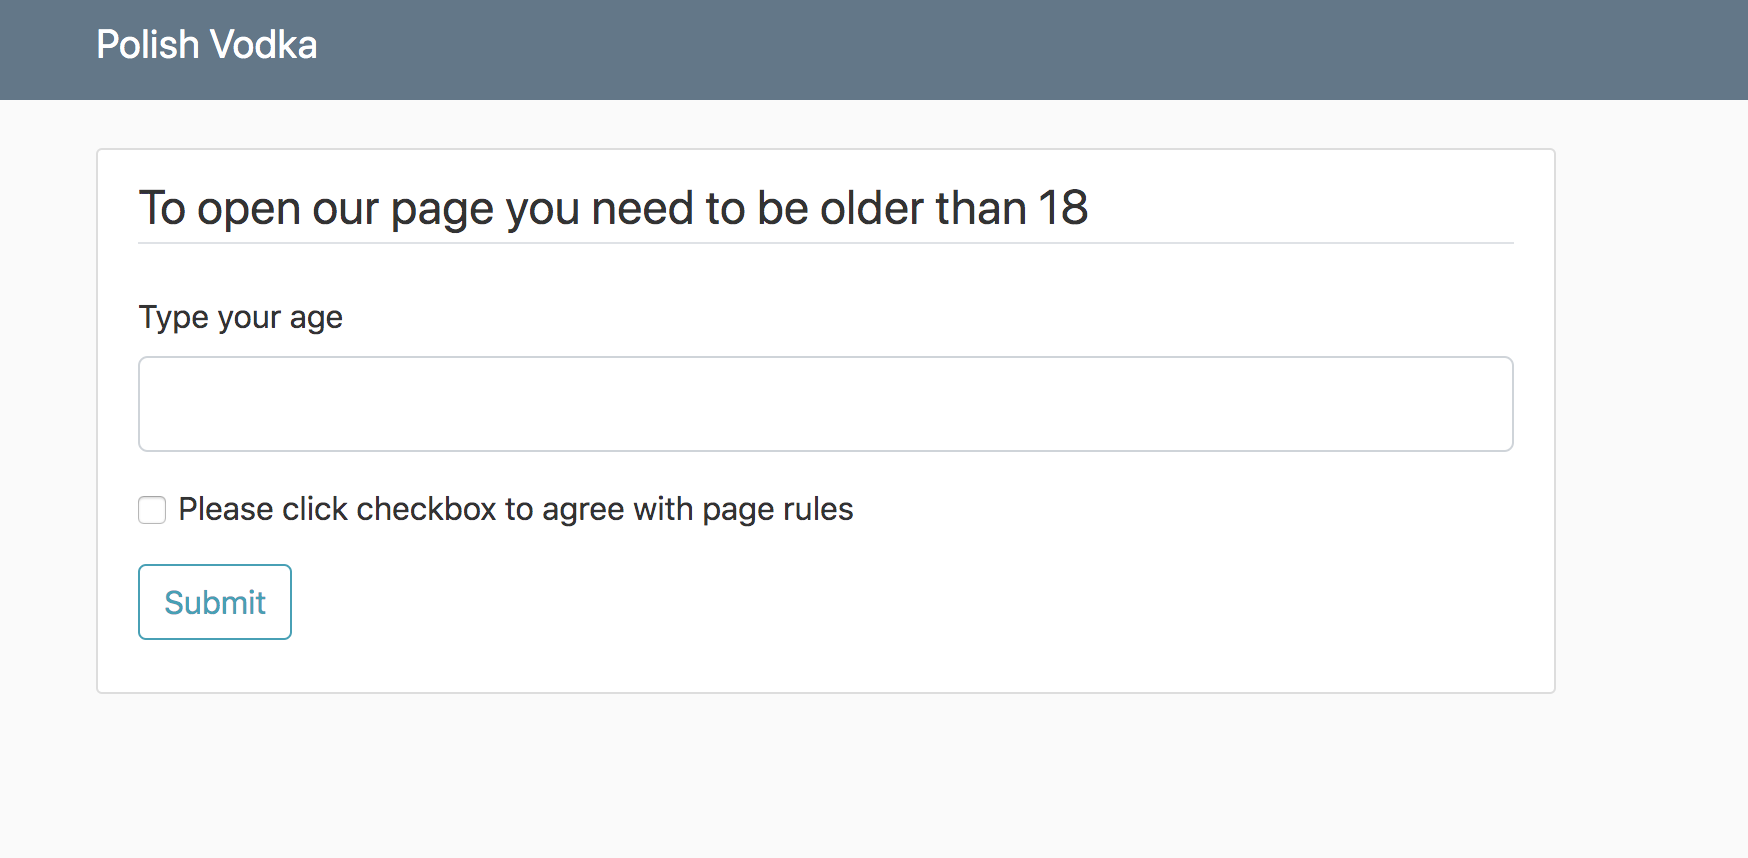 Polish Vodka
To open our page you need to be older than 18
Type your age
Please click checkbox to agree with page rules
Submit